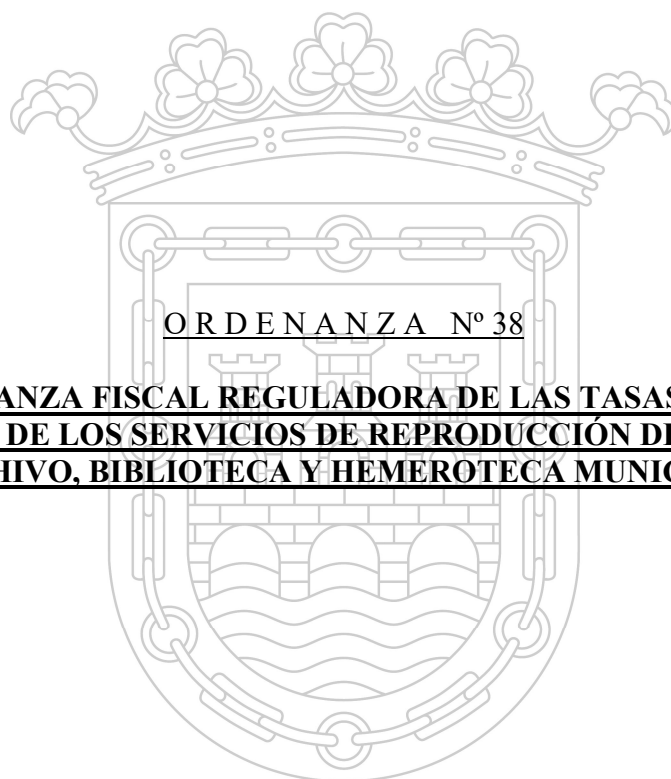 O R D E N A N Z A Nº 38
ANZA FISCAL REGULADORA DE LAS TASAS
DE LOS SERVICIOS DE REPRODUCCIÓN DE
HIVO, BIBLIOTECA Y HEMEROTECA MUNIC